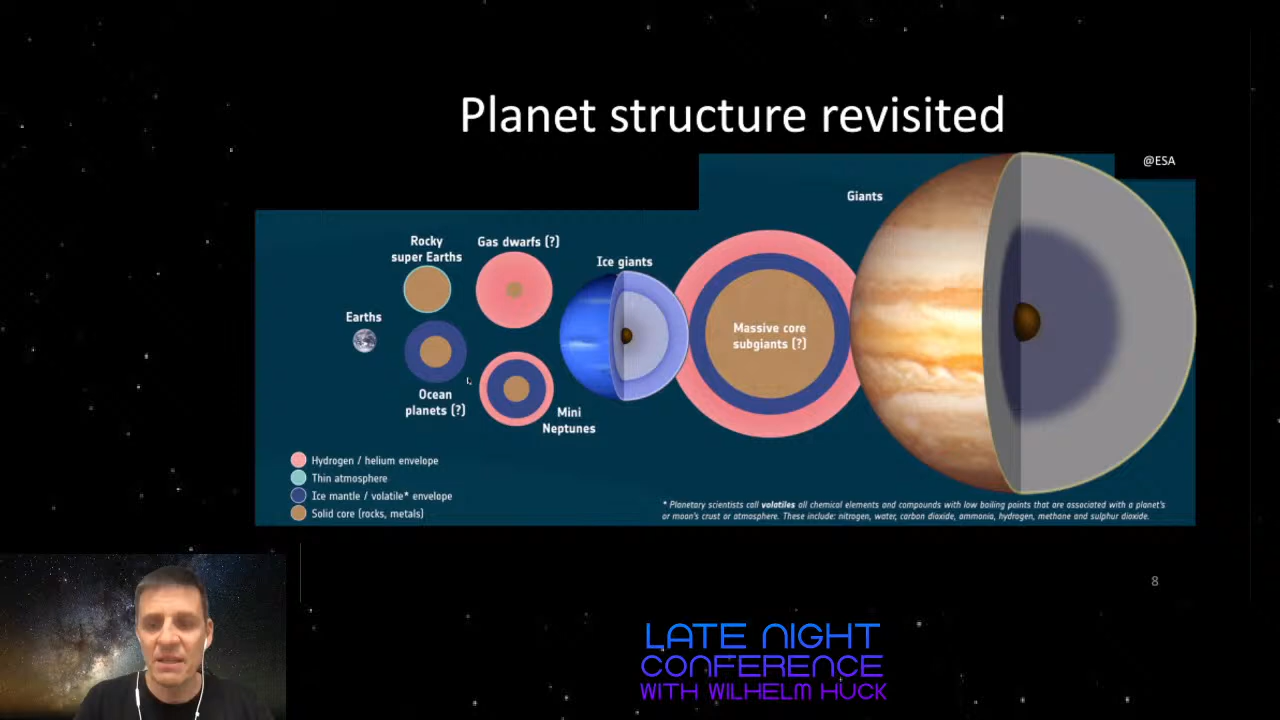 Planet structure revisited
@ESA
Giants
Rocky
super Earths
Gas dwarfs (?)
Ice giants
Earths
Massive core
subgiants (?)
Ocean
planets (?)
Mini
Neptunes
Hydrogen / helium envelope
Thin atmosphere
Ice mantle / volatile* envelope
Solid core (rocks, metals)
* Planetary scientists call volatiles all chemical elements and compounds with low boiling points that are associated with a planet's
or moon's crust or atmosphere. These include: nitrogen, water, carbon dioxide, ammonia, hydrogen, methane and sulphur dioxide.
8
LATE NIGHT
CONFERENCE
WITH WILHELM HUCK